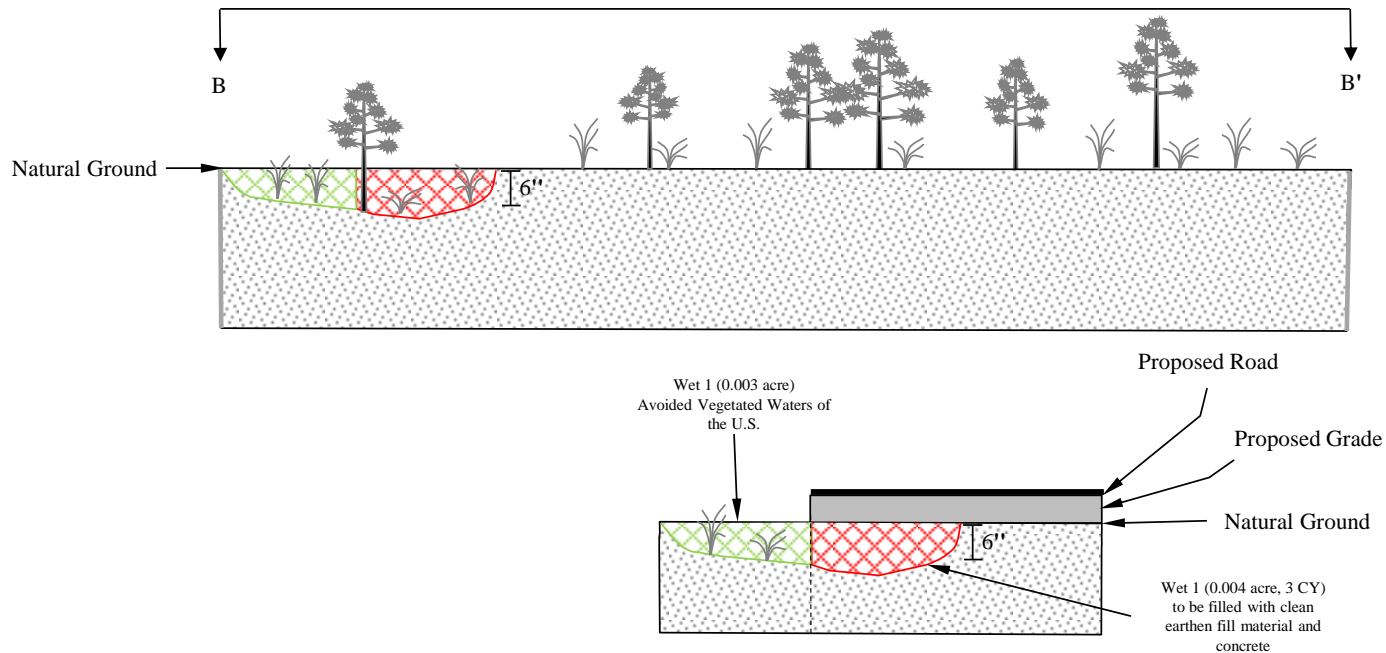 B
B'
Natural Ground
6"
Proposed Road
Wet 1 (0.003 acre)
Avoided Vegetated Waters of
the U.S.
Proposed Grade
Natural Ground
6"
Wet 1 (0.004 acre, 3 CY)
to be filled with clean
earthen fill material and
concrete